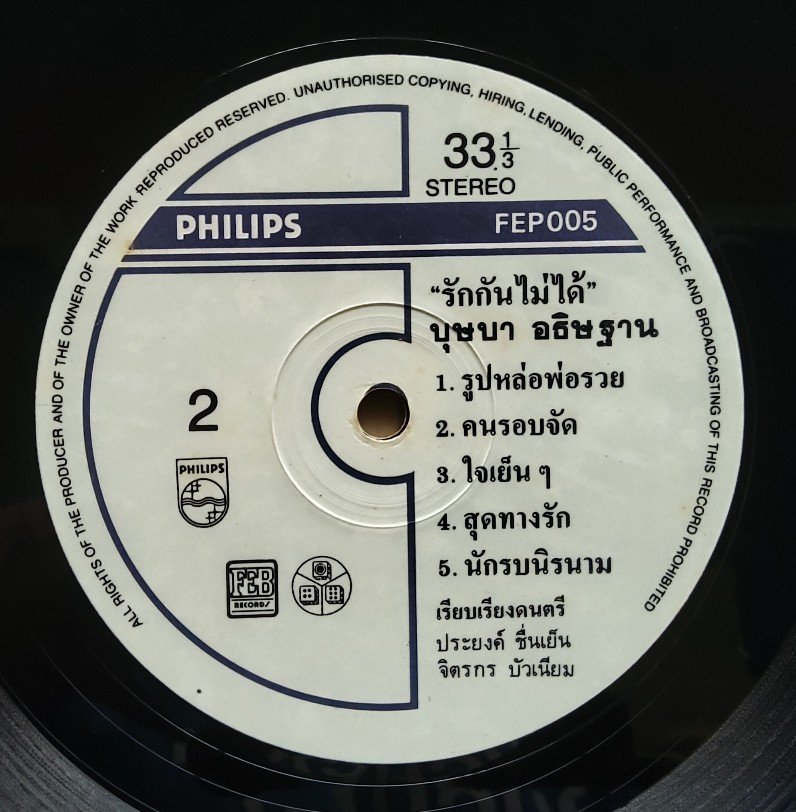 ALL RIGHTS OF THE PRODUCER AND OF THE OWNER OF THE WORK REPRODUCED RESERVED. UNAUTHORISED COPYING, HIRING, LENDING, PUBLIC PERFORMANCE AND BROADCASTING OF THIS RECORD PROHIBITED
33 1/3
STEREO
PHILIPS FEP005
“รักกันไม่ได้”
บุษบา อธิษฐาน
1. รูปหล่อพ่อรวย
2. คนรอบจัด
3. ใจเย็น ๆ
4. สุดทางรัก
5. นักรบนิรนาม
เรียบเรียงดนตรี
ประยงค์ ชื่นเย็น
จิตรกร บัวเนียม
2
PHILIPS
FEB
RECORDS